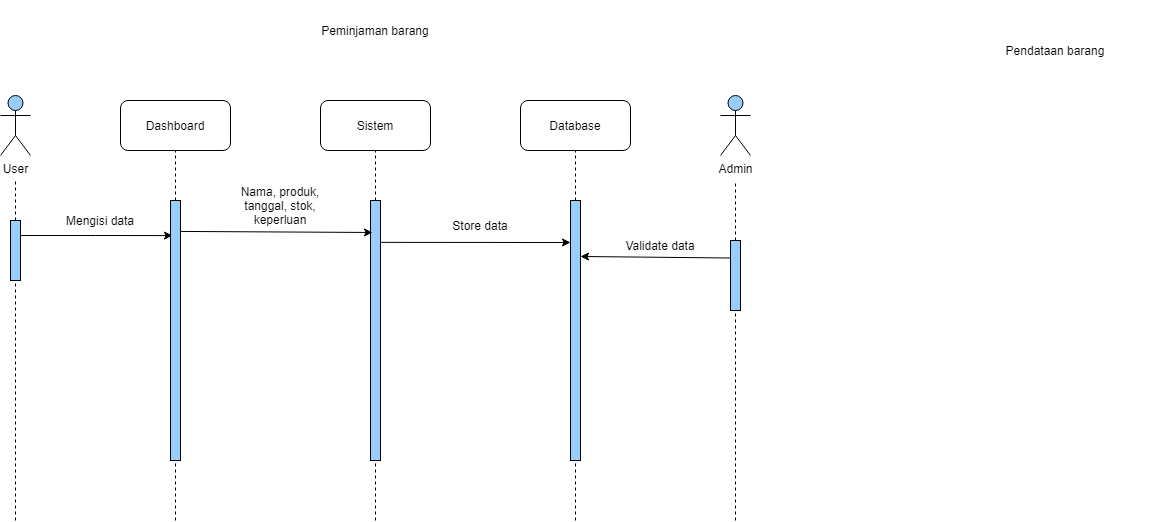 Peminjaman barang
Pendataan barang
User
Dashboard
Sistem
Database
Admin
Mengisi data
Nama, produk,
tanggal, stok,
keperluan
Store data
Validate data